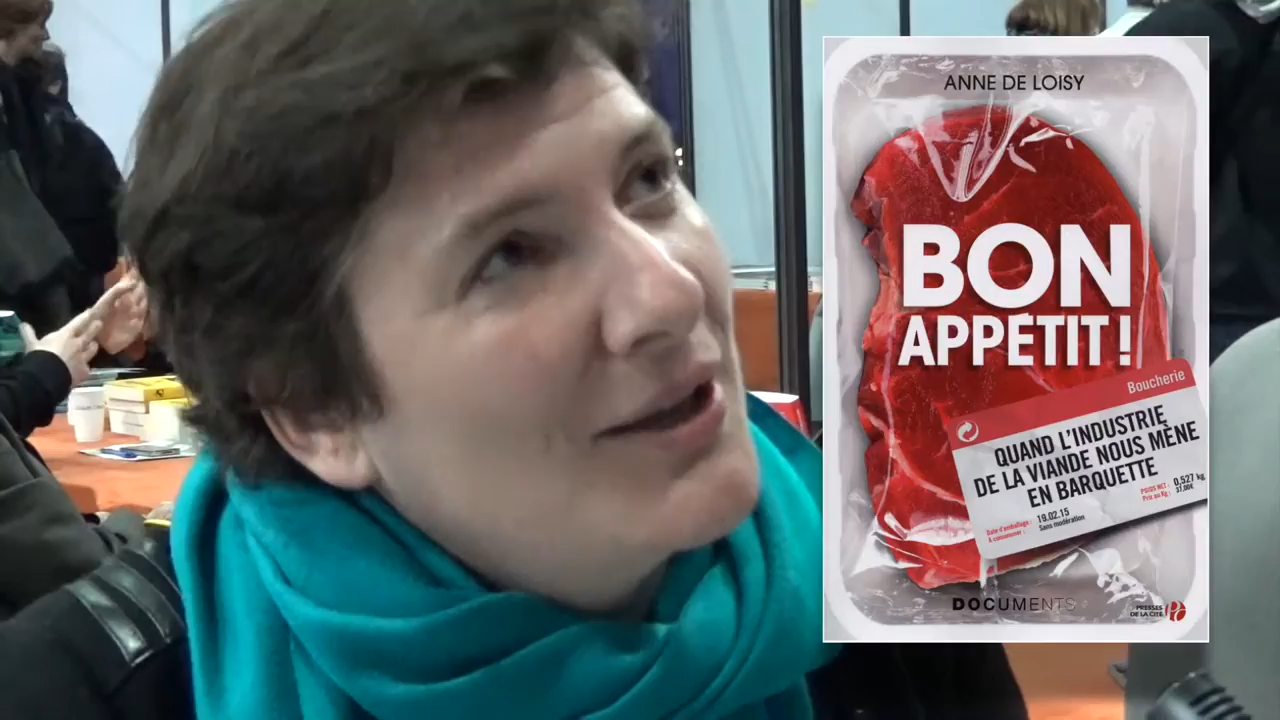 ANNE DE LOISY
BON
APPÉTIT !
Boucherie
QUAND L'INDUSTRIE
DE LA VIANDE NOUS MÈNE
EN BARQUETTE
Date d'emballage : 19.02.15
A consommer : Sans modération
POIDS NET : 0,527 kg
Prix au Kg : 37,00€
DOCUMENTS
PRESSES
DE LA CITÉ